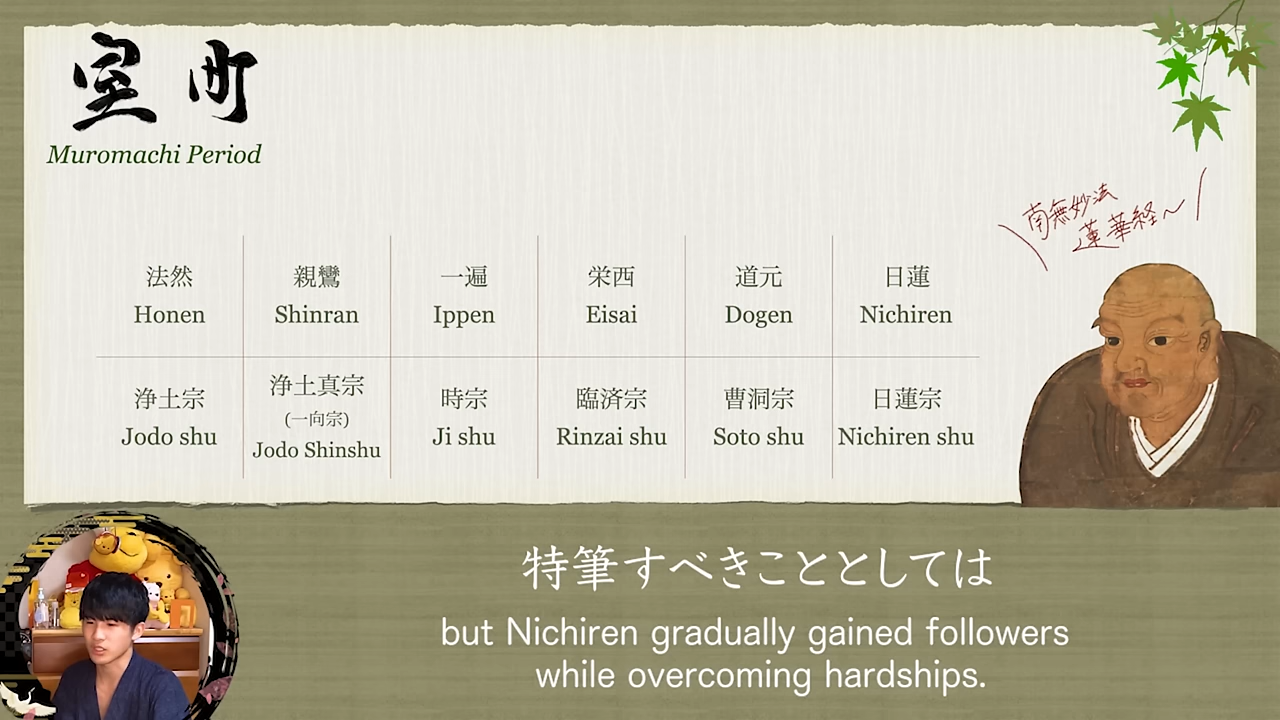 室町
Muromachi Period
南無妙法
蓮華経〜
法然 親鸞 一遍 栄西 道元 日蓮
Honen Shinran Ippen Eisai Dogen Nichiren
浄土宗 浄土真宗 時宗 臨済宗 曹洞宗 日蓮宗
(一向宗)
Jodo shu Jodo Shinshu Ji shu Rinzai shu Soto shu Nichiren shu
特筆すべきこととしては
but Nichiren gradually gained followers
while overcoming hardships.